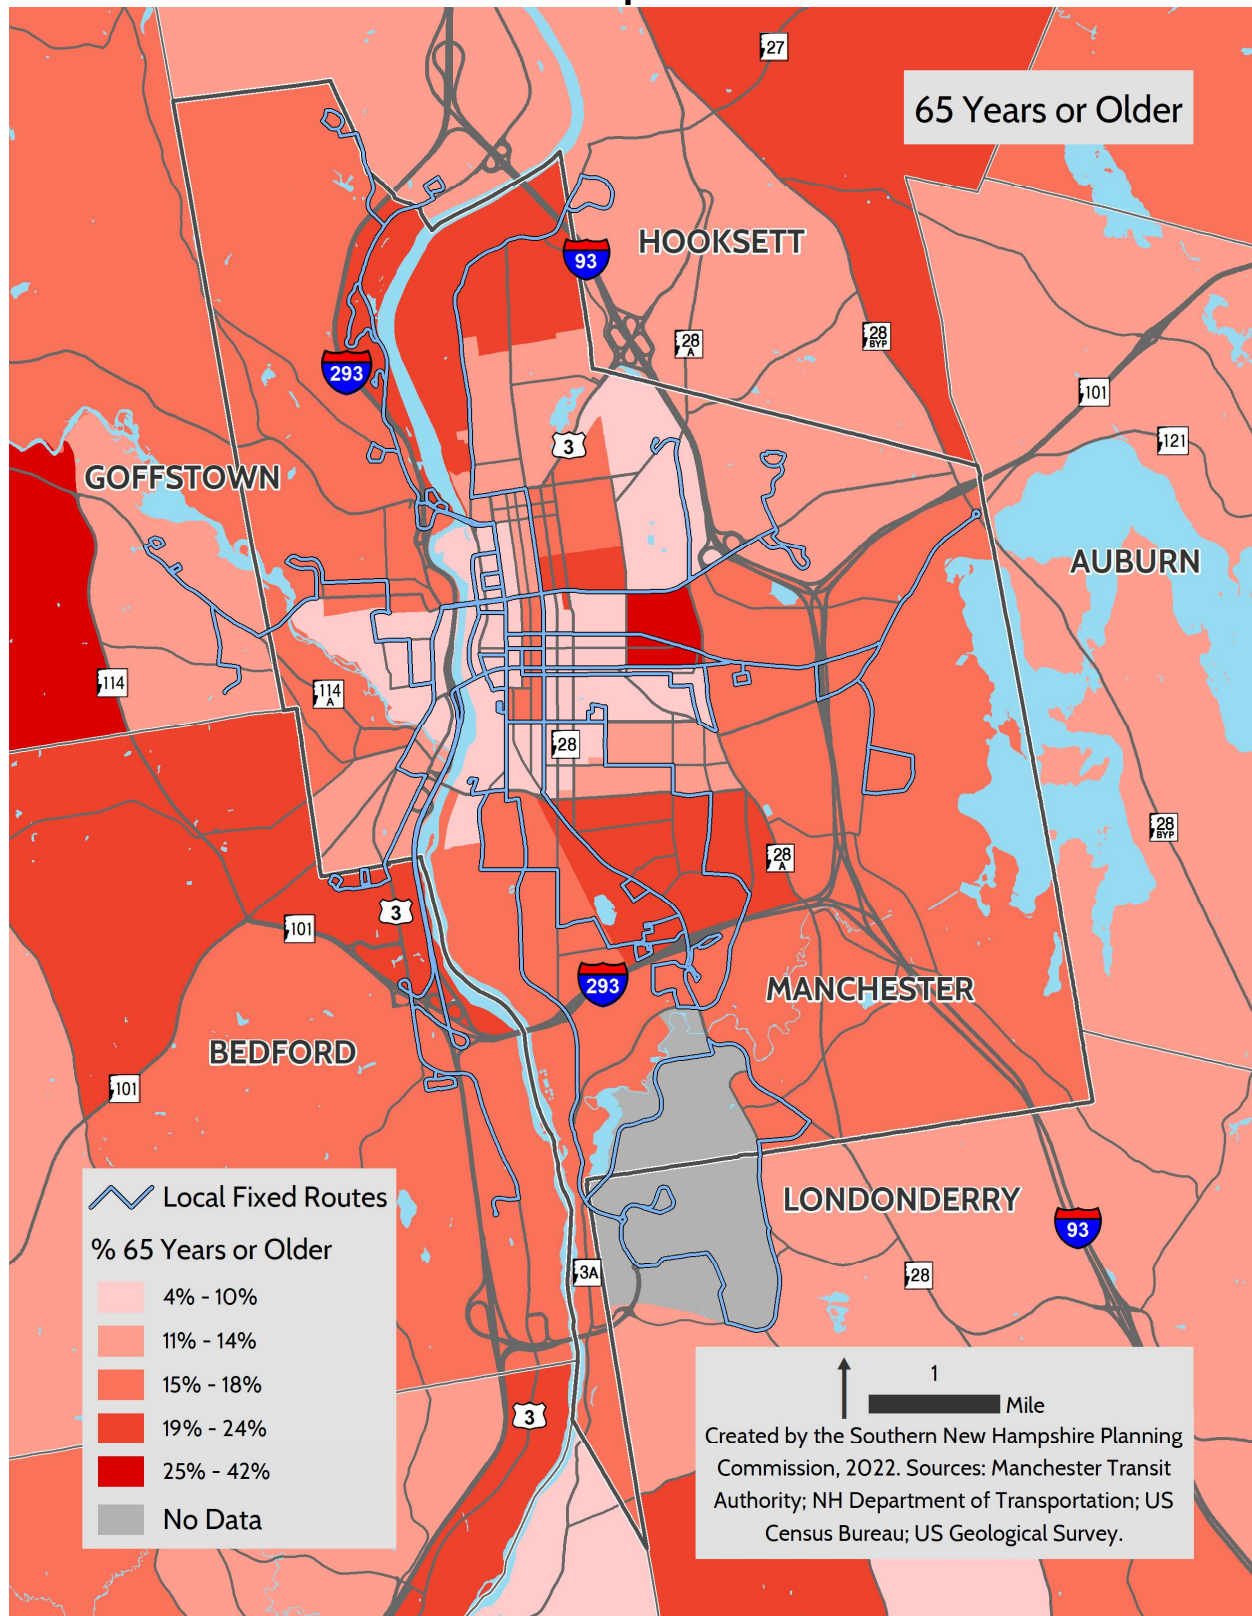 65 Years or Older
27
HOOKSETT
93
28
A
28
BYP
293
101
3
121
GOFFSTOWN
AUBURN
114
114
A
28
28
BYP
28
A
3
101
293
MANCHESTER
BEDFORD
101
LONDONDERRY
93
3A
28
3
Local Fixed Routes
% 65 Years or Older
4% - 10%
11% - 14%
15% - 18%
19% - 24%
25% - 42%
No Data
1
Mile
Created by the Southern New Hampshire Planning
Commission, 2022. Sources: Manchester Transit
Authority; NH Department of Transportation; US
Census Bureau; US Geological Survey.